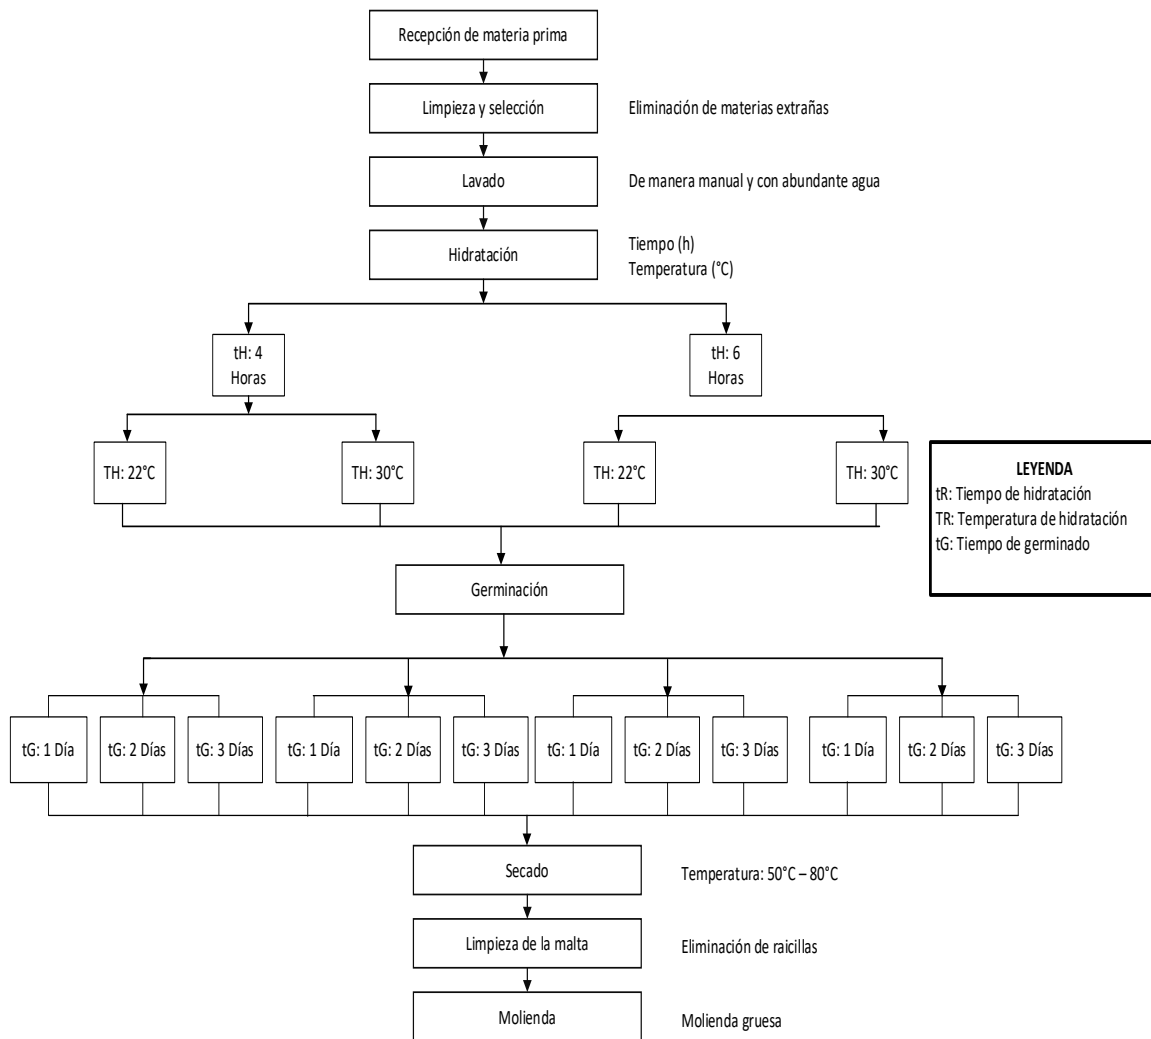 Recepción de materia prima
Limpieza y selección
Eliminación de materias extrañas
Lavado
De manera manual y con abundante agua
Hidratación
Tiempo (h)
Temperatura (°C)
tH: 4
Horas
tH: 6
Horas
TH: 22°C
TH: 30°C
TH: 22°C
TH: 30°C
LEYENDA
tR: Tiempo de hidratación
TR: Temperatura de hidratación
tG: Tiempo de germinado
Germinación
tG: 1 Día
tG: 2 Días
tG: 3 Días
tG: 1 Día
tG: 2 Días
tG: 3 Días
tG: 1 Día
tG: 2 Días
tG: 3 Días
tG: 1 Día
tG: 2 Días
tG: 3 Días
Secado
Temperatura: 50°C – 80°C
Limpieza de la malta
Eliminación de raicillas
Molienda
Molienda gruesa